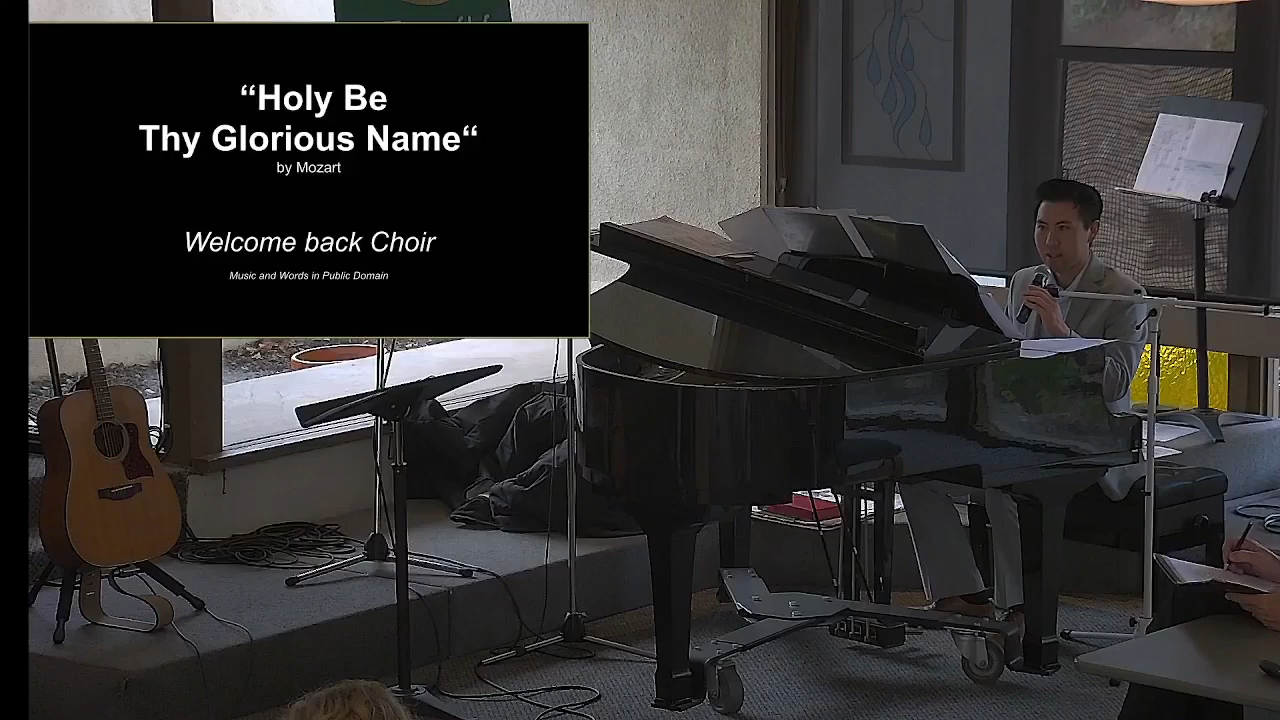 “Holy Be
Thy Glorious Name“
by Mozart
Welcome back Choir
Music and Words in Public Domain